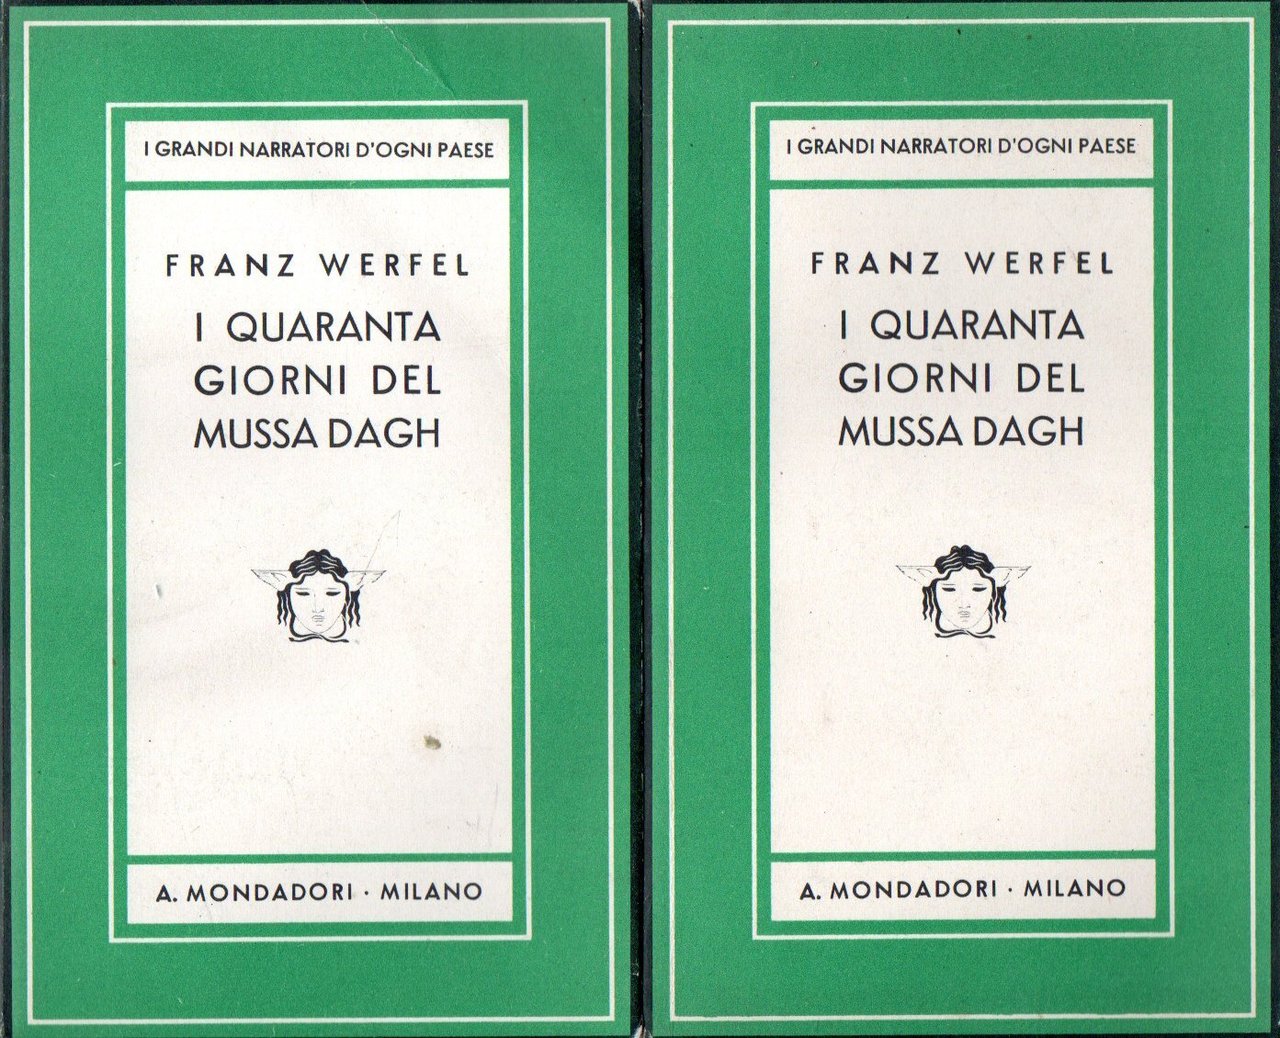 I GRANDI NARRATORI D'OGNI PAESE
FRANZ WERFEL
I QUARANTA
GIORNI DEL
MUSSA DAGH
A. MONDADORI · MILANO
I GRANDI NARRATORI D'OGNI PAESE
FRANZ WERFEL
I QUARANTA
GIORNI DEL
MUSSA DAGH
A. MONDADORI · MILANO